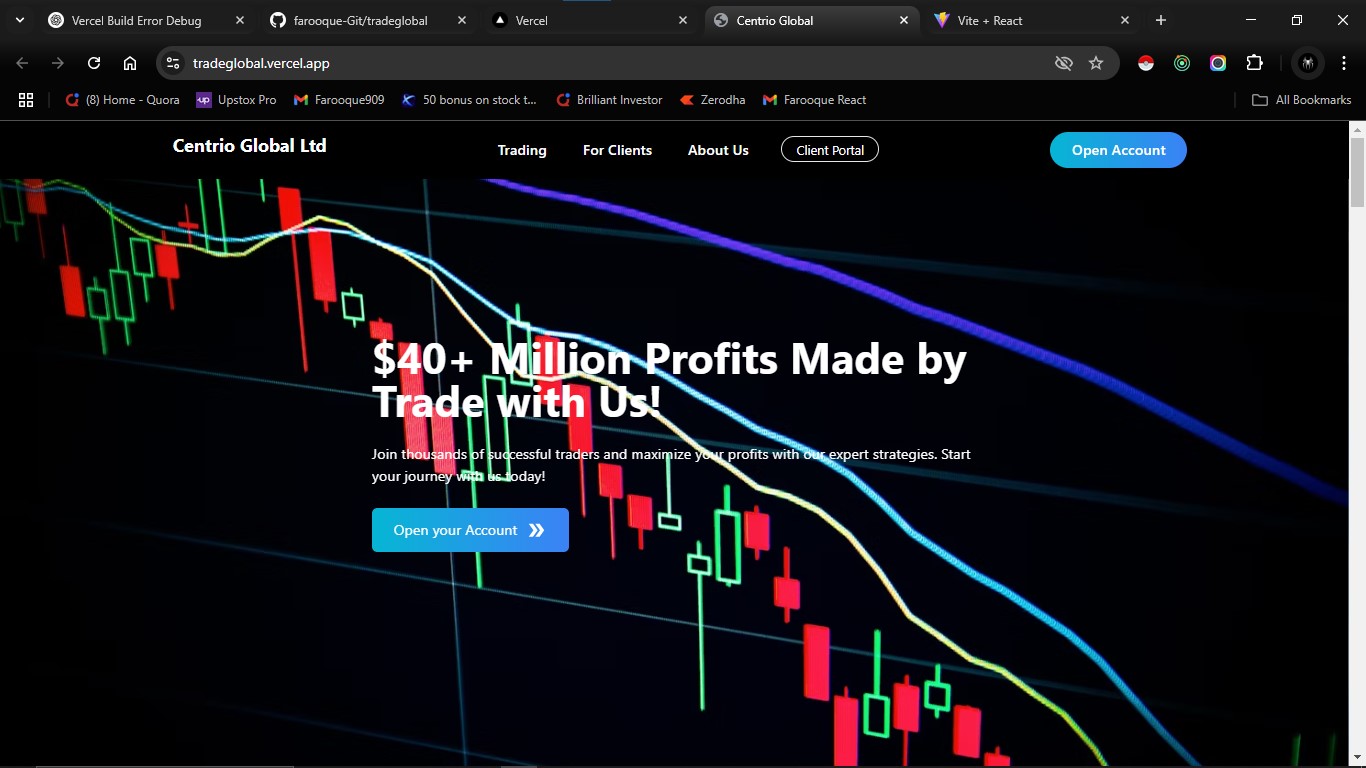 Vercel Build Error Debug
farooque-Git/tradeglobal
Vercel
Centrio Global
Vite + React
tradeglobal.vercel.app
(8) Home - Quora
up
Upstox Pro
Farooque909
50 bonus on stock t...
Brilliant Investor
Zerodha
Farooque React
All Bookmarks
Centrio Global Ltd
Trading
For Clients
About Us
Client Portal
Open Account
$40+ Million Profits Made by
Trade with Us!
Join thousands of successful traders and maximize your profits with our expert strategies. Start
your journey with us today!
Open your Account